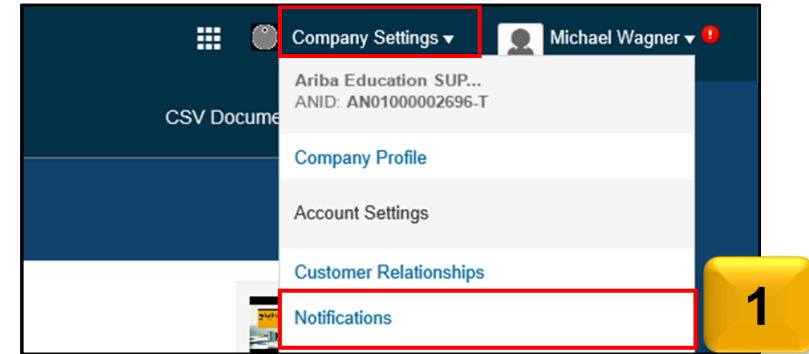 Company Settings ▾
Michael Wagner ▾ !
Ariba Education SUP...
ANID: AN01000002696-T
CSV Docume
Company Profile
Account Settings
Customer Relationships
Notifications
1